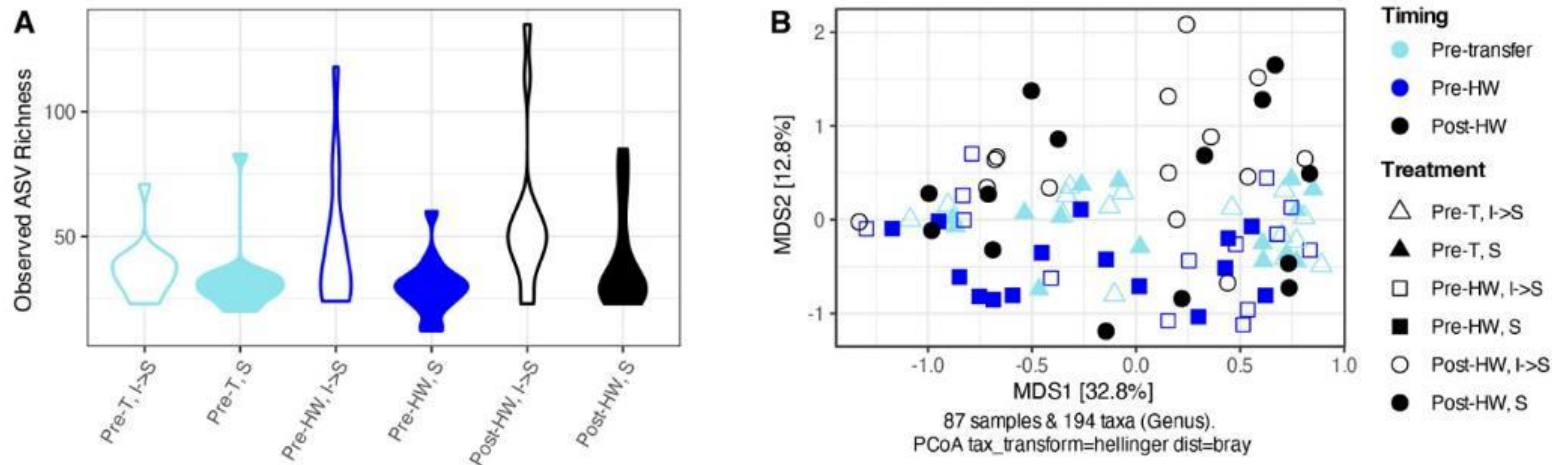 A
Observed ASV Richness
100
50
Pre-T, I->S
Pre-T, S
Pre-HW, I->S
Pre-HW, S
Post-HW, I->S
Post-HW, S
B
MDS2 [12.8%]
2
1
0
-1
-1.0 -0.5 0.0 0.5 1.0
MDS1 [32.8%]
87 samples & 194 taxa (Genus).
PCoA tax_transform=hellinger dist=bray
Timing
Pre-transfer
Pre-HW
Post-HW
Treatment
Pre-T, I->S
Pre-T, S
Pre-HW, I->S
Pre-HW, S
Post-HW, I->S
Post-HW, S